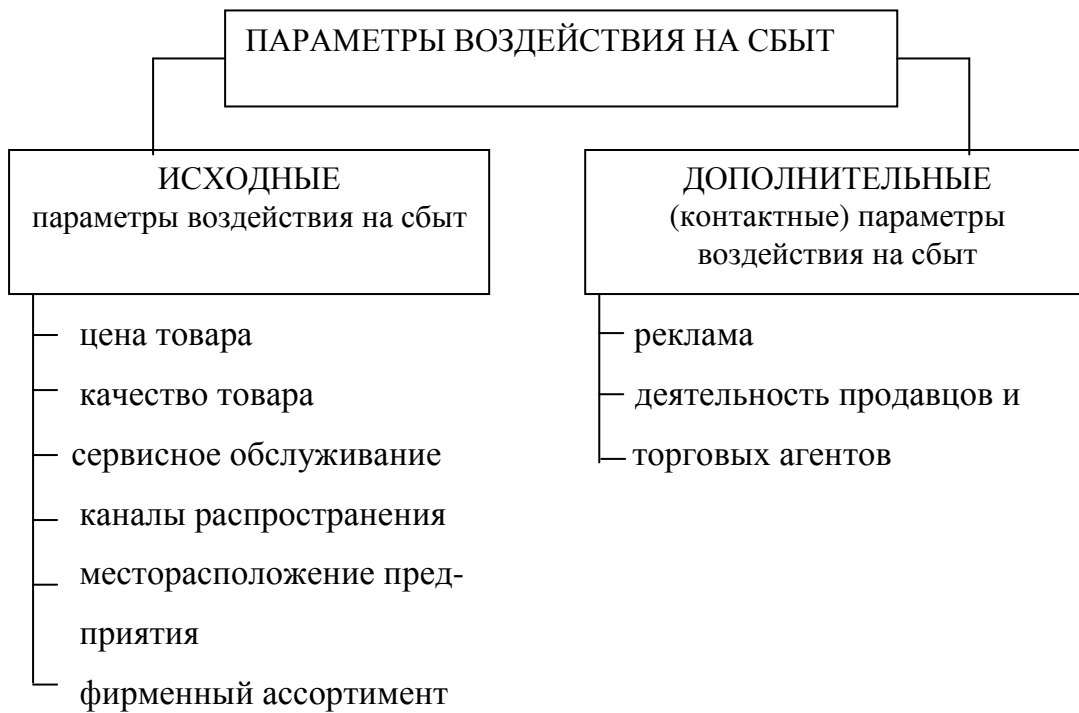 ПАРАМЕТРЫ ВОЗДЕЙСТВИЯ НА СБЫТ
ИСХОДНЫЕ
параметры воздействия на сбыт
цена товара
качество товара
сервисное обслуживание
каналы распространения
месторасположение пред-
приятия
фирменный ассортимент
ДОПОЛНИТЕЛЬНЫЕ
(контактные) параметры
воздействия на сбыт
реклама
деятельность продавцов и
торговых агентов